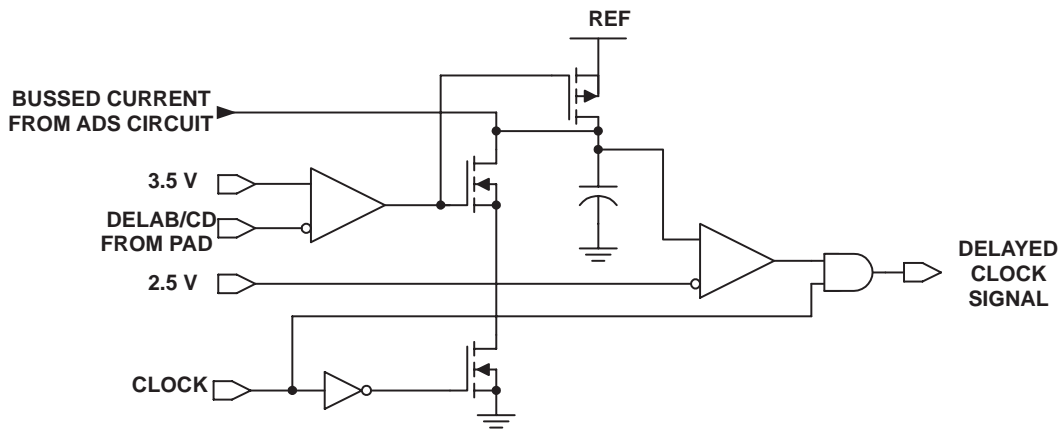 REF
BUSSED CURRENT
FROM ADS CIRCUIT
3.5 V
DELAB/CD
FROM PAD
2.5 V
DELAYED
CLOCK
SIGNAL
CLOCK